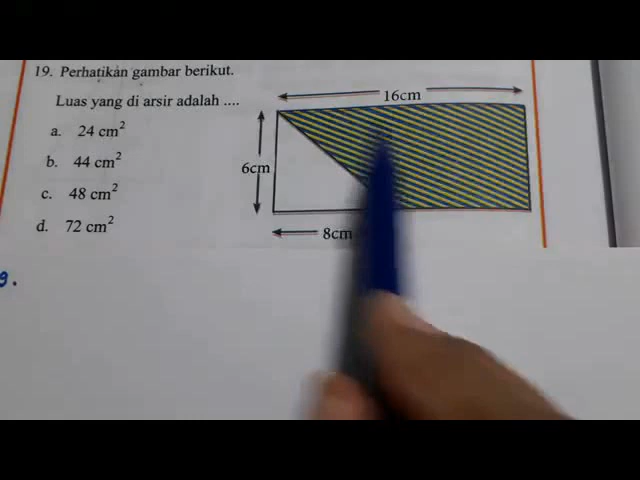 19. Perhatikan gambar berikut.
Luas yang di arsir adalah ....
a. 24 cm²
b. 44 cm²
c. 48 cm²
d. 72 cm²
16cm
6cm
8cm
9.